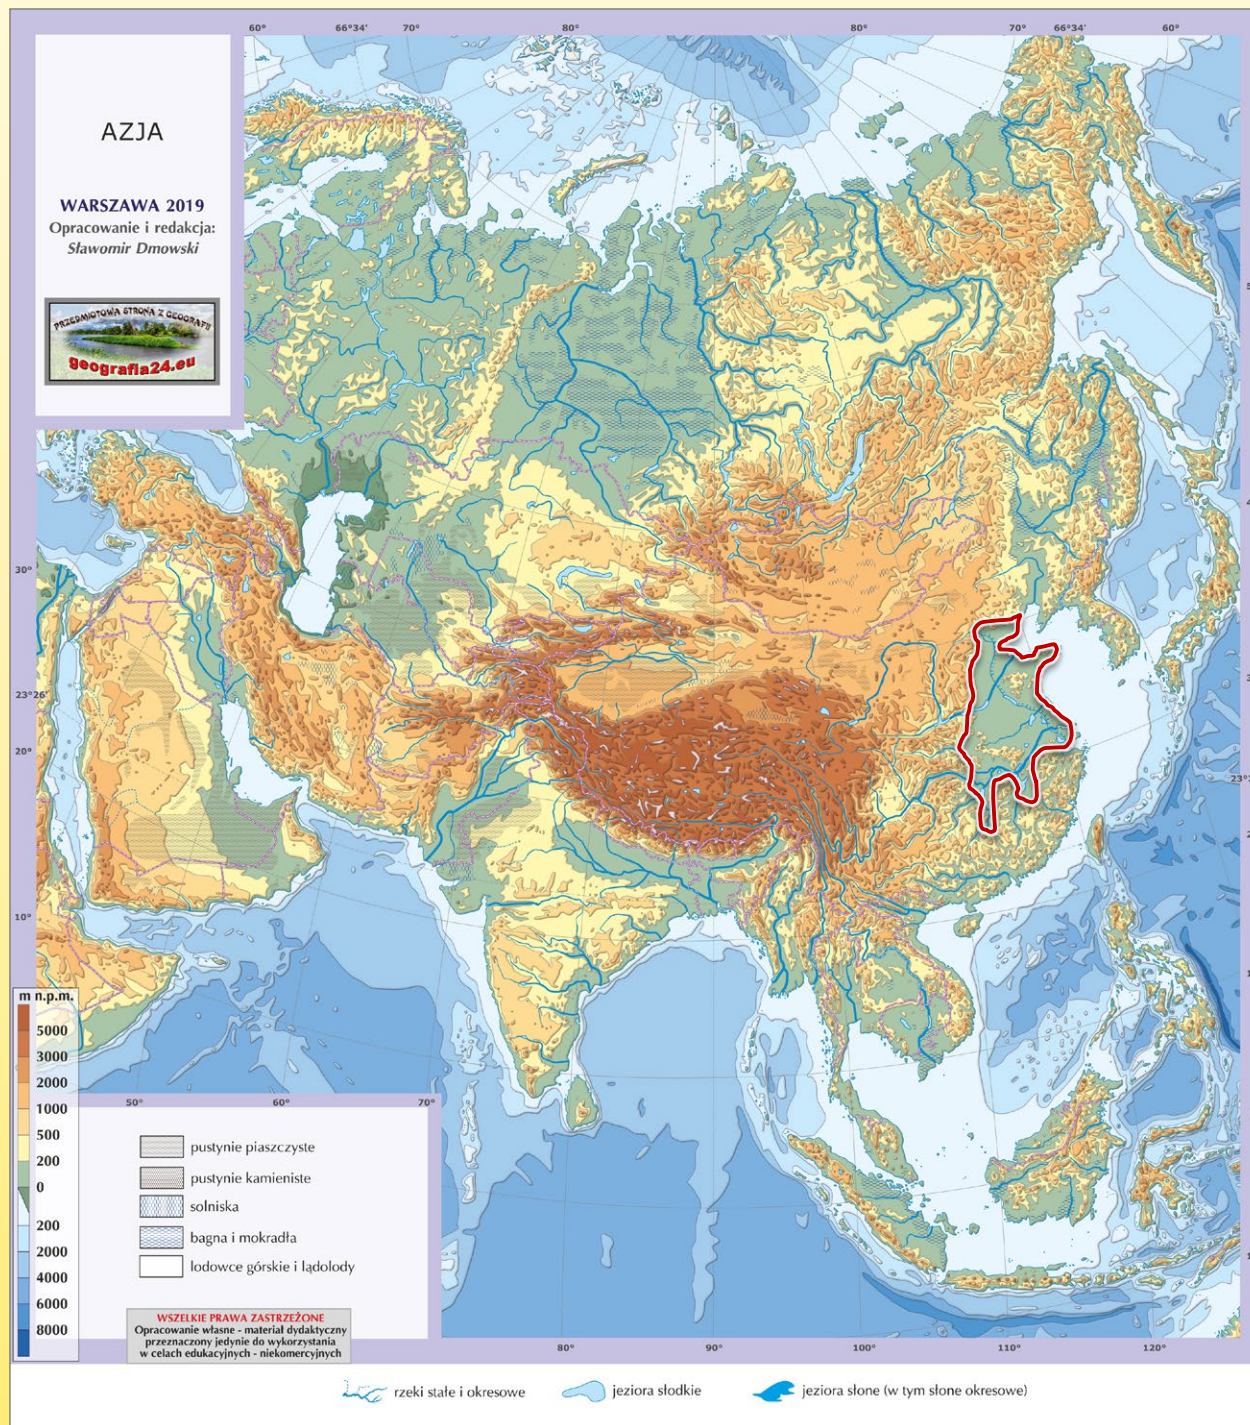 60° 66°34' 70° 80° 80° 70° 66°34' 60°
AZJA
WARSZAWA 2019
Opracowanie i redakcja:
Sławomir Dmowski
PRZEDMIOTOWA STRONA Z GEOGRAFII
geografia24.eu
30°
23°26'
20°
10°
m n.p.m.
5000
3000
2000
1000
500
200
0
200
2000
4000
6000
8000
50° 60° 70°
pustynie piaszczyste
pustynie kamieniste
solniska
bagna i mokradła
lodowce górskie i lądolody
WSZELKIE PRAWA ZASTRZEŻONE
Opracowanie własne - materiał dydaktyczny
przeznaczony jedynie do wykorzystania
w celach edukacyjnych - niekomercyjnych
80° 90° 100° 110° 120°
rzeki stałe i okresowe jeziora słodkie jeziora słone (w tym słone okresowe)